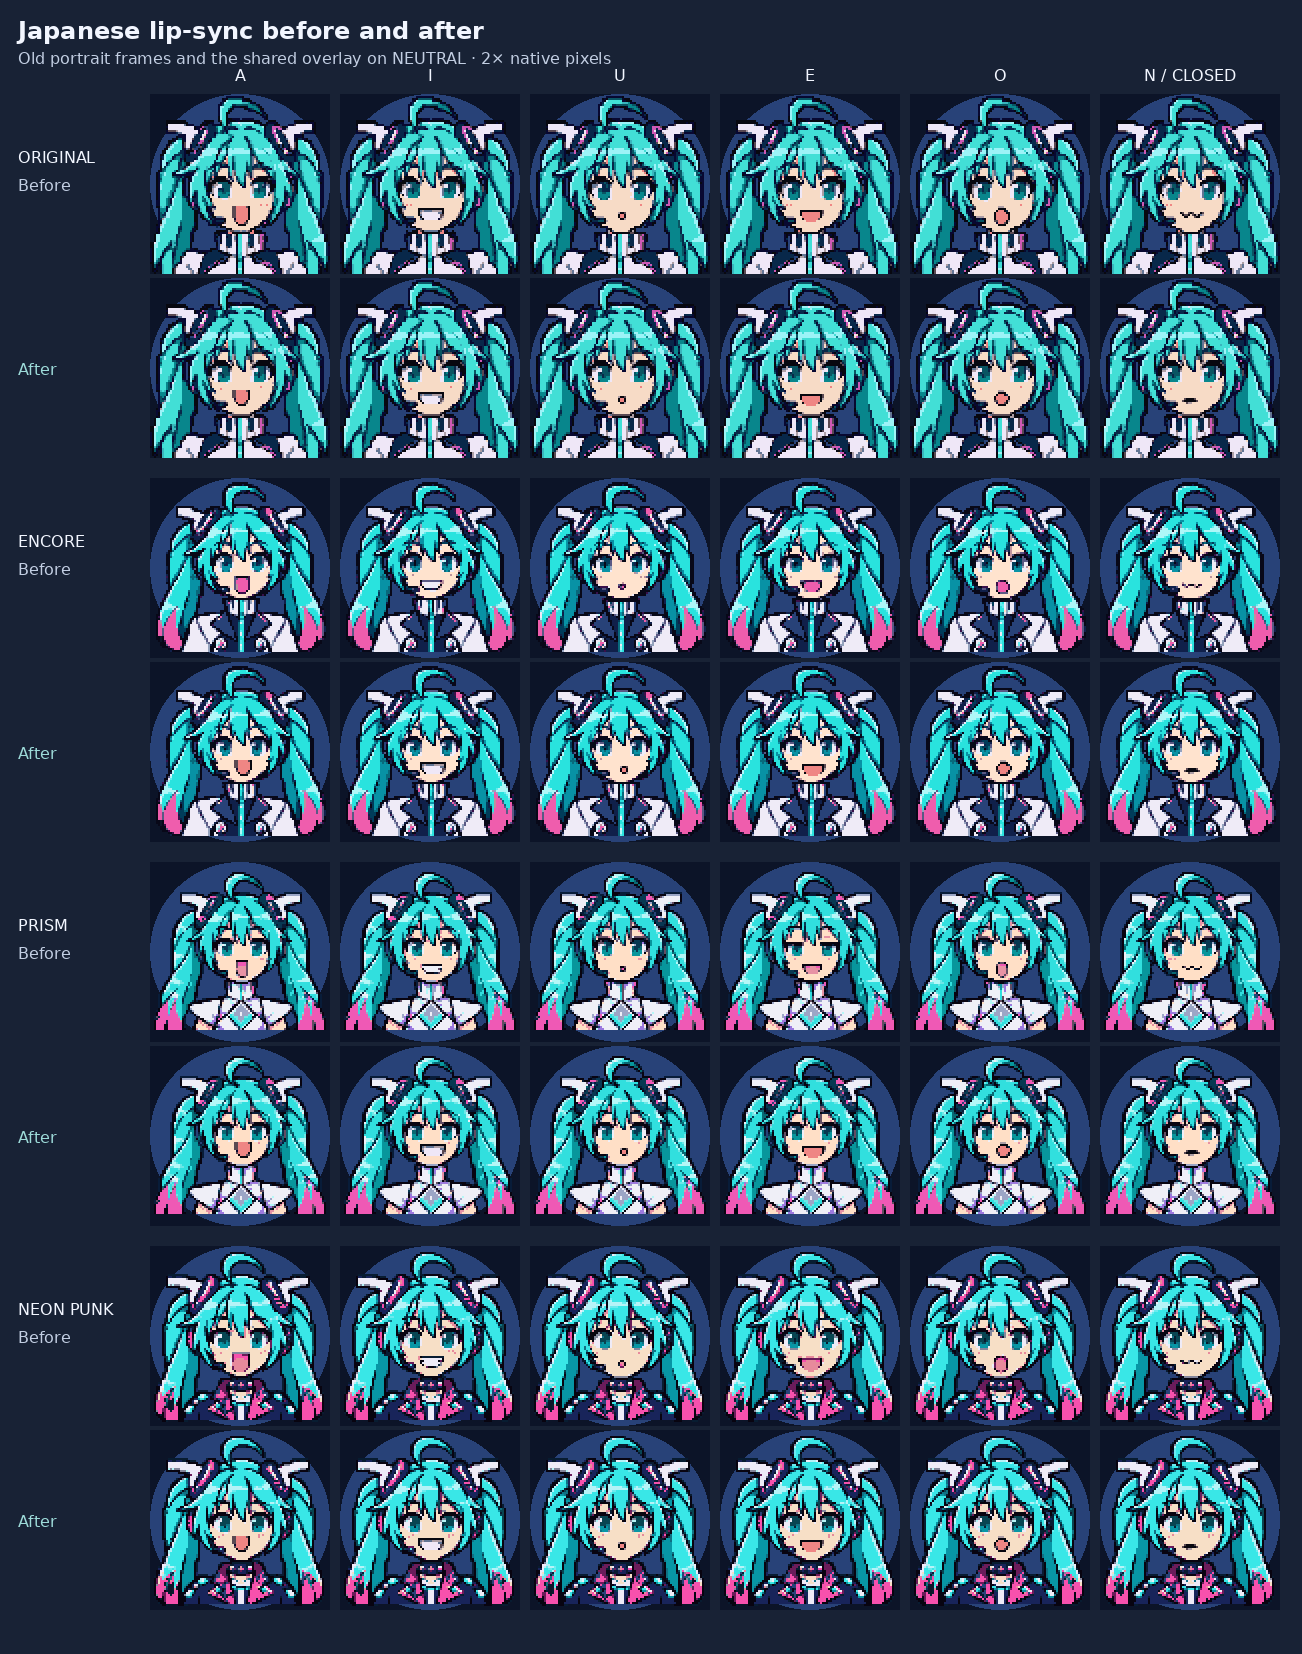 Japanese lip-sync before and after
Old portrait frames and the shared overlay on NEUTRAL · 2× native pixels
A I U E O N / CLOSED
ORIGINAL
Before
After
ENCORE
Before
After
PRISM
Before
After
NEON PUNK
Before
After